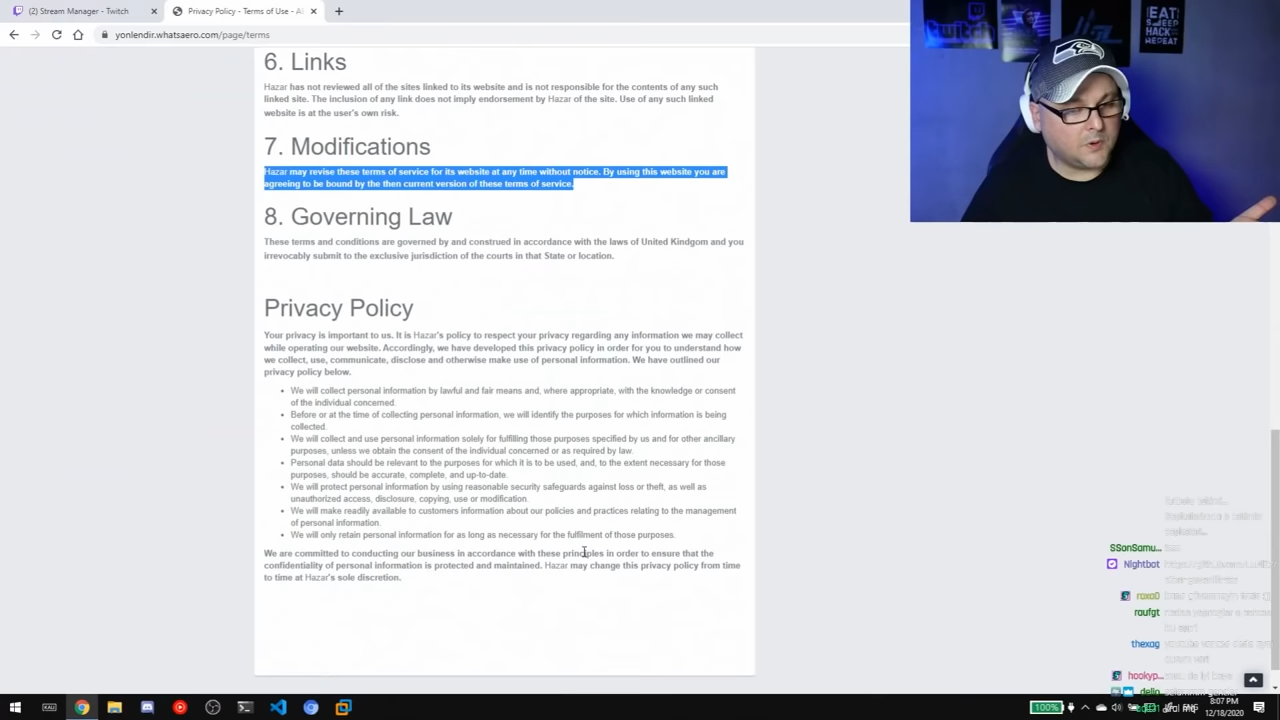 (2) Stream Manager - Twitch
Privacy Policy - Terms of Use - A
yonlendir.whatsaero.com/page/terms
twitch
EAT
SLEEP
HACK
REPEAT
6. Links
Hazar has not reviewed all of the sites linked to its website and is not responsible for the contents of any such
linked site. The inclusion of any link does not imply endorsement by Hazar of the site. Use of any such linked
website is at the user's own risk.
7. Modifications
Hazar may revise these terms of service for its website at any time without notice. By using this website you are
agreeing to be bound by the then current version of these terms of service.
8. Governing Law
These terms and conditions are governed by and construed in accordance with the laws of United Kindgom and you
irrevocably submit to the exclusive jurisdiction of the courts in that State or location.
Privacy Policy
Your privacy is important to us. It is Hazar's policy to respect your privacy regarding any information we may collect
while operating our website. Accordingly, we have developed this privacy policy in order for you to understand how
we collect, use, communicate, disclose and otherwise make use of personal information. We have outlined our
privacy policy below.
• We will collect personal information by lawful and fair means and, where appropriate, with the knowledge or consent
of the individual concerned.
• Before or at the time of collecting personal information, we will identify the purposes for which information is being
collected.
• We will collect and use personal information solely for fulfilling those purposes specified by us and for other ancillary
purposes, unless we obtain the consent of the individual concerned or as required by law.
• Personal data should be relevant to the purposes for which it is to be used, and, to the extent necessary for those
purposes, should be accurate, complete, and up-to-date.
• We will protect personal information by using reasonable security safeguards against loss or theft, as well as
unauthorized access, disclosure, copying, use or modification.
• We will make readily available to customers information about our policies and practices relating to the management
of personal information.
• We will only retain personal information for as long as necessary for the fulfilment of those purposes.
We are committed to conducting our business in accordance with these principles in order to ensure that the
confidentiality of personal information is protected and maintained. Hazar may change this privacy policy from time
to time at Hazar's sole discretion.
SSonSamu...
Nightbot
roxo0
raufgt
thexag
hookyp...
delio
KALI
100%
ENG
8:07 PM
12/18/2020